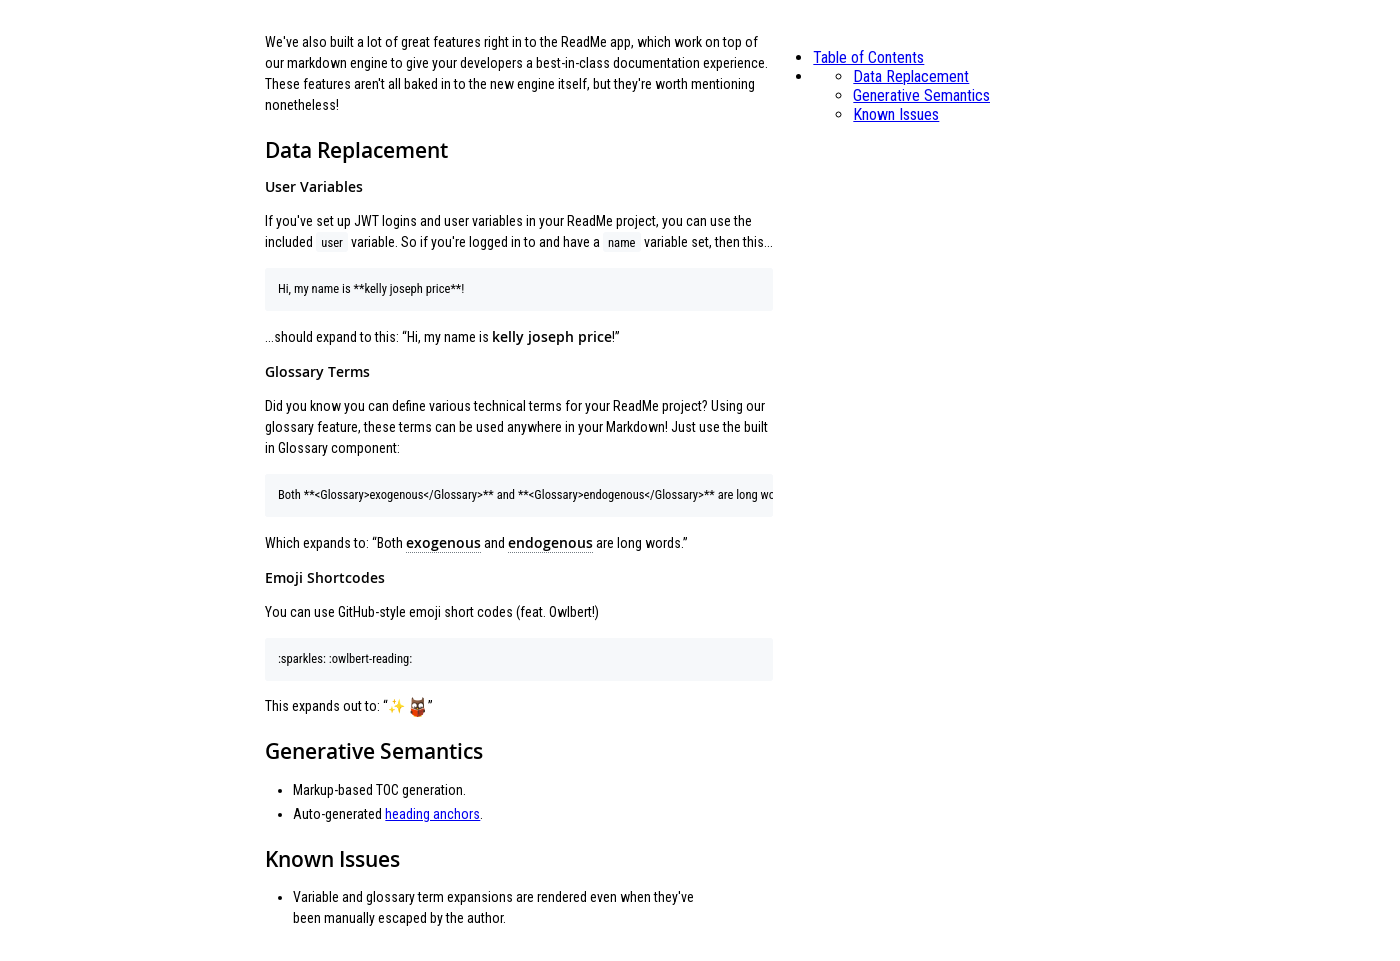 We've also built a lot of great features right in to the ReadMe app, which work on top of
our markdown engine to give your developers a best-in-class documentation experience.
These features aren't all baked in to the new engine itself, but they're worth mentioning
nonetheless!
Data Replacement
User Variables
If you've set up JWT logins and user variables in your ReadMe project, you can use the
included user variable. So if you're logged in to and have a name variable set, then this...
Hi, my name is **kelly joseph price**!
...should expand to this: “Hi, my name is kelly joseph price!”
Glossary Terms
Did you know you can define various technical terms for your ReadMe project? Using our
glossary feature, these terms can be used anywhere in your Markdown! Just use the built
in Glossary component:
Both **<Glossary>exogenous</Glossary>** and **<Glossary>endogenous</Glossary>** are long
Which expands to: “Both exogenous and endogenous are long words.”
Emoji Shortcodes
You can use GitHub-style emoji short codes (feat. Owlbert!)
:sparkles: :owlbert-reading:
This expands out to: “✨ ”
Generative Semantics
Markup-based TOC generation.
Auto-generated heading anchors.
Known Issues
Variable and glossary term expansions are rendered even when they've
been manually escaped by the author.
Table of Contents
Data Replacement
Generative Semantics
Known Issues